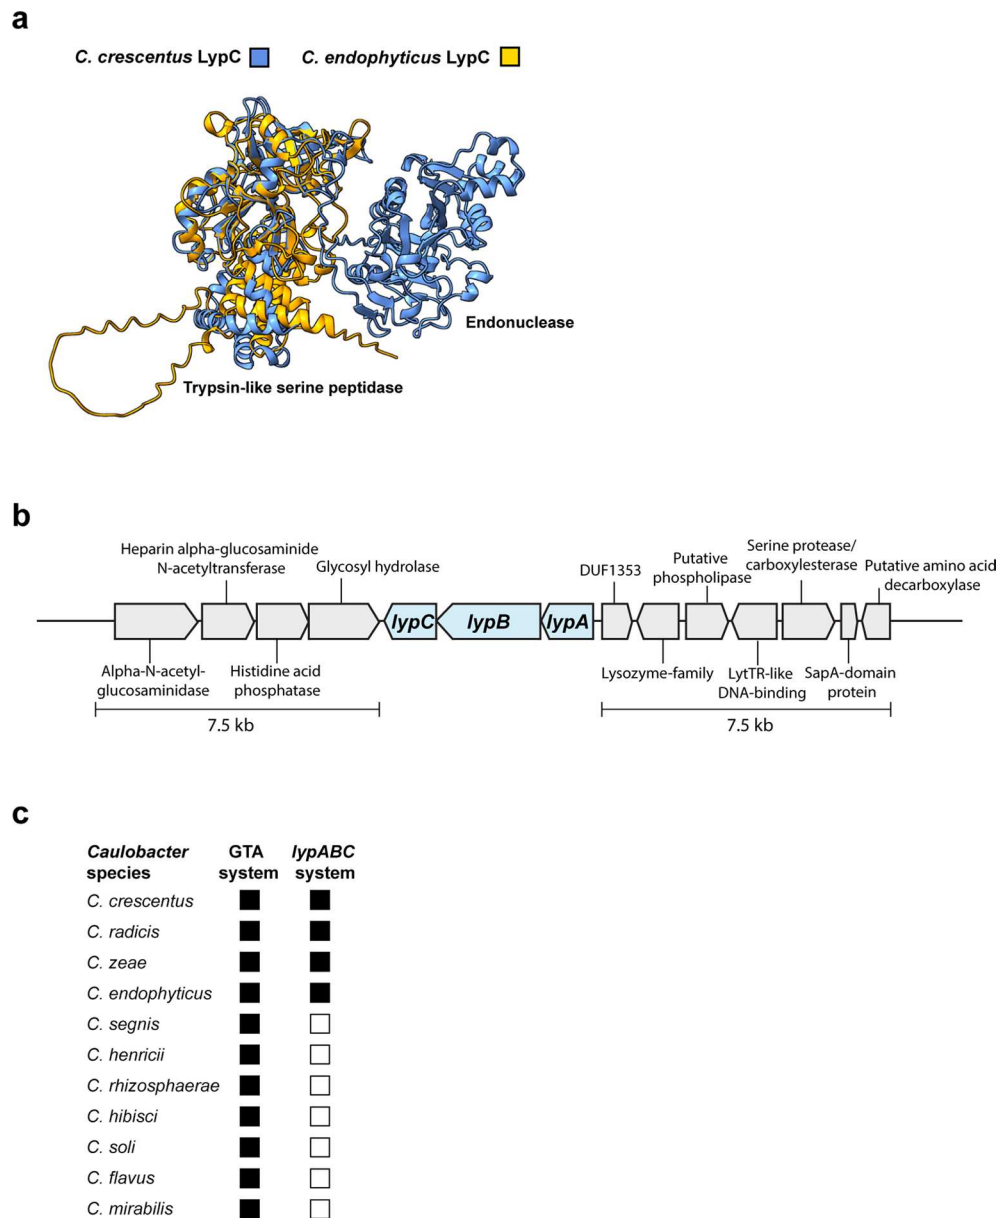 a
C. crescentus LypC
C. endophyticus LypC
Endonuclease
Trypsin-like serine peptidase
b
Heparin alpha-glucosaminide
N-acetyltransferase
Glycosyl hydrolase
DUF1353
Putative
phospholipase
Serine protease/
carboxylesterase
Putative amino acid
decarboxylase
lypC
lypB
lypA
Alpha-N-acetyl-
glucosaminidase
Histidine acid
phosphatase
Lysozyme-family
LytTR-like
DNA-binding
SapA-domain
protein
7.5 kb
7.5 kb
c
Caulobacter
species
GTA
system
lypABC
system
C. crescentus
C. radicis
C. zeae
C. endophyticus
C. segnis
C. henricii
C. rhizosphaerae
C. hibisci
C. soli
C. flavus
C. mirabilis